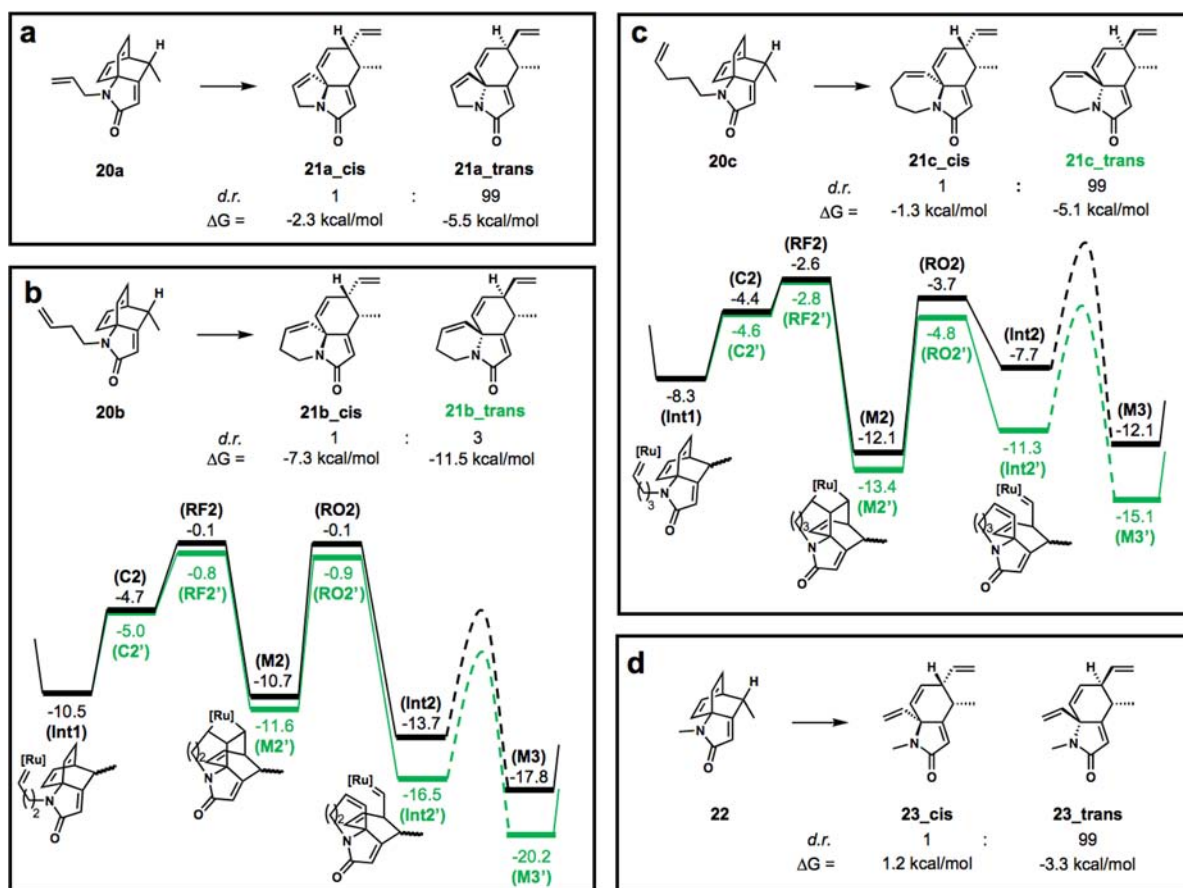 a
H
N
O
20a
21a_cis
21a_trans
d.r. 1 : 99
ΔG = -2.3 kcal/mol -5.5 kcal/mol
b
H
N
O
20b
21b_cis
21b_trans
d.r. 1 : 3
ΔG = -7.3 kcal/mol -11.5 kcal/mol
(RF2)
-0.1
(RO2)
-0.1
-0.8
(RF2')
-0.9
(RO2')
(C2)
-4.7
-5.0
(C2')
(M2)
-10.7
-10.5
(Int1)
-11.6
(M2')
(Int2)
-13.7
-16.5
(Int2')
(M3)
-17.8
-20.2
(M3')
[Ru]
2
N
O
[Ru]
2
N
O
[Ru]
2
N
O
c
H
N
O
20c
21c_cis
21c_trans
d.r. 1 : 99
ΔG = -1.3 kcal/mol -5.1 kcal/mol
(RF2)
-2.6
-2.8
(RF2')
(C2)
-4.4
-4.6
(C2')
(RO2)
-3.7
-4.8
(RO2')
(Int2)
-7.7
-8.3
(Int1)
(M2)
-12.1
-13.4
(M2')
-11.3
(Int2')
(M3)
-12.1
-15.1
(M3')
[Ru]
3
N
O
[Ru]
3
N
O
[Ru]
3
N
O
d
H
N
O
22
23_cis
23_trans
d.r. 1 : 99
ΔG = 1.2 kcal/mol -3.3 kcal/mol